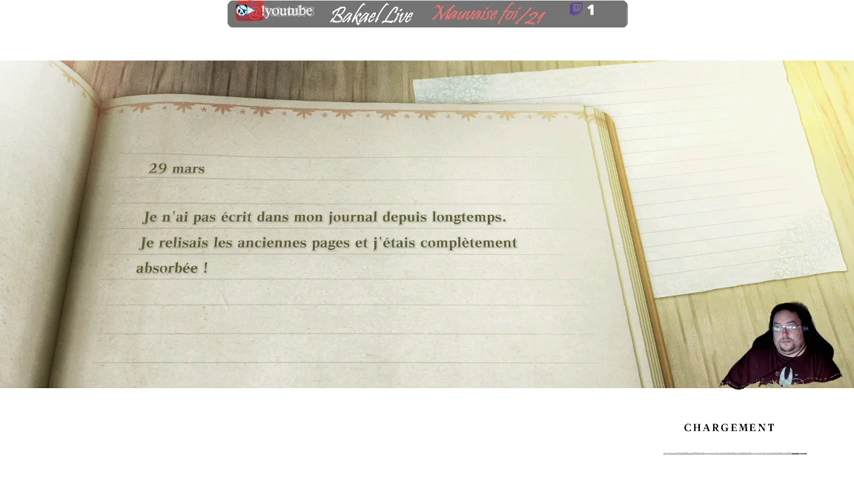 !youtube Bakael Live Mauvaise foi/21 1
29 mars
Je n'ai pas écrit dans mon journal depuis longtemps.
Je relisais les anciennes pages et j'étais complètement
absorbée !
CHARGEMENT